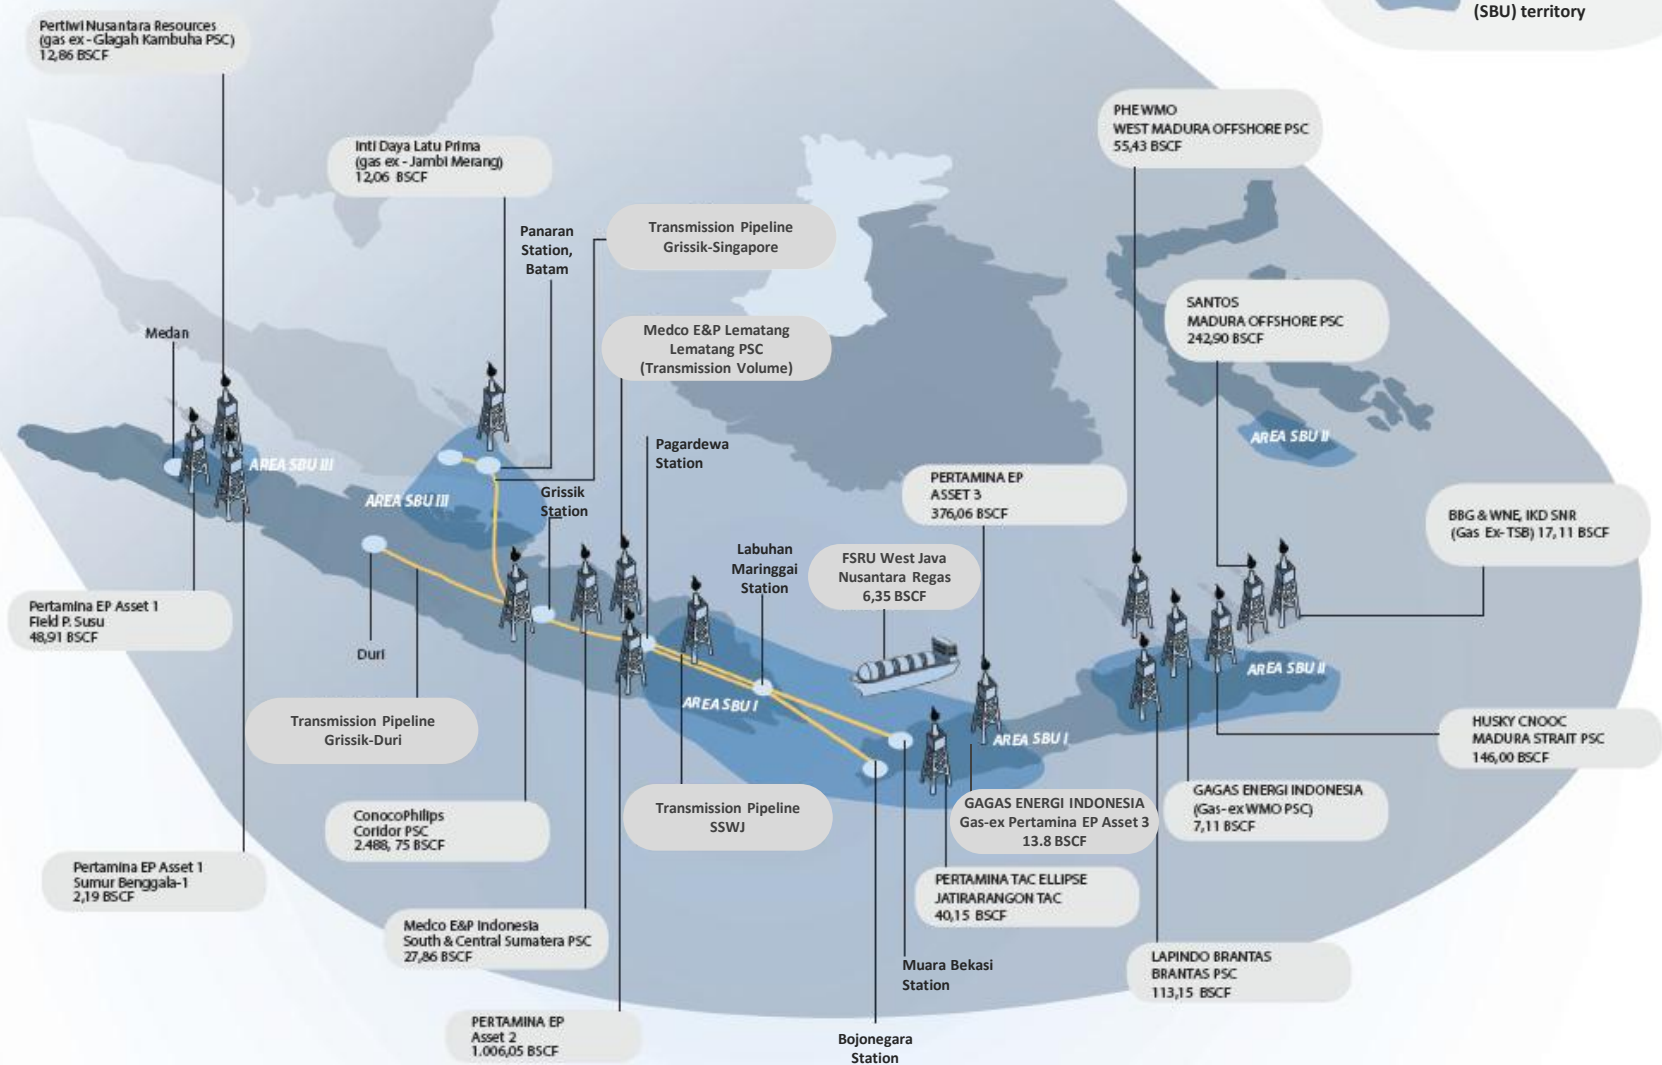 (SBU) territory
Pertiwi Nusantara Resources
(gas ex - Glagah Kambuha PSC)
12,86 BSCF
Inti Daya Latu Prima
(gas ex - Jambi Merang)
12,06 BSCF
PHE WMO
WEST MADURA OFFSHORE PSC
55,43 BSCF
Panaran
Station,
Batam
Transmission Pipeline
Grissik-Singapore
Medan
Medco E&P Lematang
Lematang PSC
(Transmission Volume)
SANTOS
MADURA OFFSHORE PSC
242,90 BSCF
AREA SBU II
AREA SBU III
AREA SBU III
Pagardewa
Station
Grissik
Station
PERTAMINA EP
ASSET 3
376,06 BSCF
BBG & WNE, IKD SNR
(Gas Ex-TSB) 17,11 BSCF
Labuhan
Maringgai
Station
FSRU West Java
Nusantara Regas
6,35 BSCF
Pertamina EP Asset 1
Field P. Susu
48,91 BSCF
Duri
AREA SBU I
AREA SBU I
AREA SBU II
Transmission Pipeline
Grissik-Duri
HUSKY CNOOC
MADURA STRAIT PSC
146,00 BSCF
ConocoPhilips
Coridor PSC
2.488, 75 BSCF
Transmission Pipeline
SSWJ
GAGAS ENERGI INDONESIA
Gas-ex Pertamina EP Asset 3
13.8 BSCF
GAGAS ENERGI INDONESIA
(Gas-ex WMO PSC)
7,11 BSCF
Pertamina EP Asset 1
Sumur Benggala-1
2,19 BSCF
PERTAMINA TAC ELLIPSE
JATIRARANGON TAC
40,15 BSCF
Medco E&P Indonesia
South & Central Sumatera PSC
27,86 BSCF
Muara Bekasi
Station
LAPINDO BRANTAS
BRANTAS PSC
113,15 BSCF
PERTAMINA EP
Asset 2
1.006,05 BSCF
Bojonegara
Station